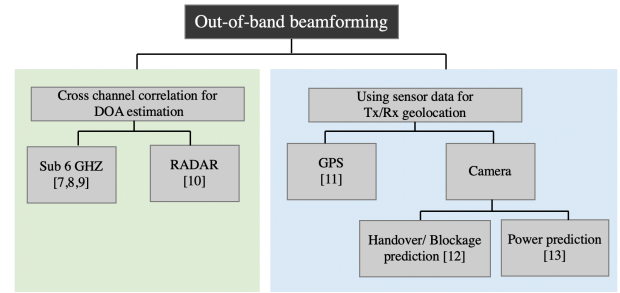 Out-of-band beamforming
Cross channel correlation for
DOA estimation
Using sensor data for
Tx/Rx geolocation
Sub 6 GHZ
[7,8,9]
RADAR
[10]
GPS
[11]
Camera
Handover/ Blockage
prediction [12]
Power prediction
[13]